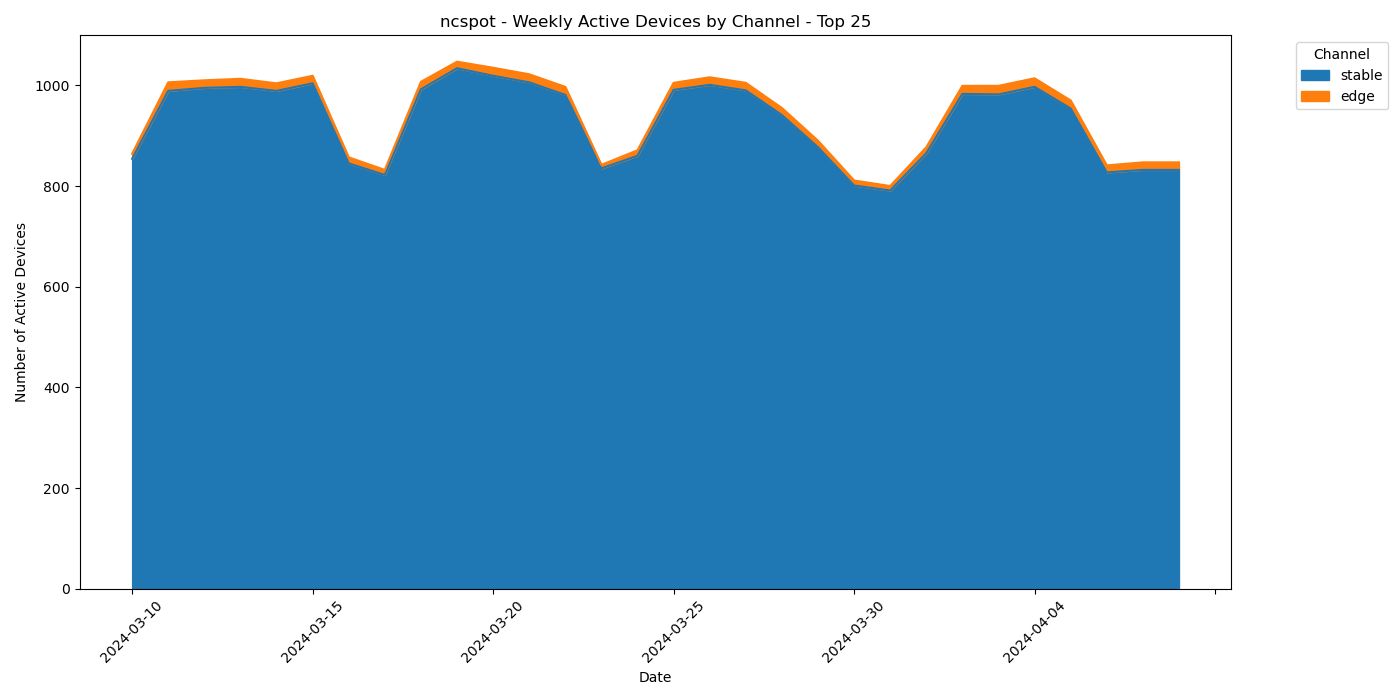 ncspot - Weekly Active Devices by Channel - Top 25
Channel
stable
edge
Number of Active Devices
1000
800
600
400
200
0
2024-03-10
2024-03-15
2024-03-20
2024-03-25
2024-03-30
2024-04-04
Date